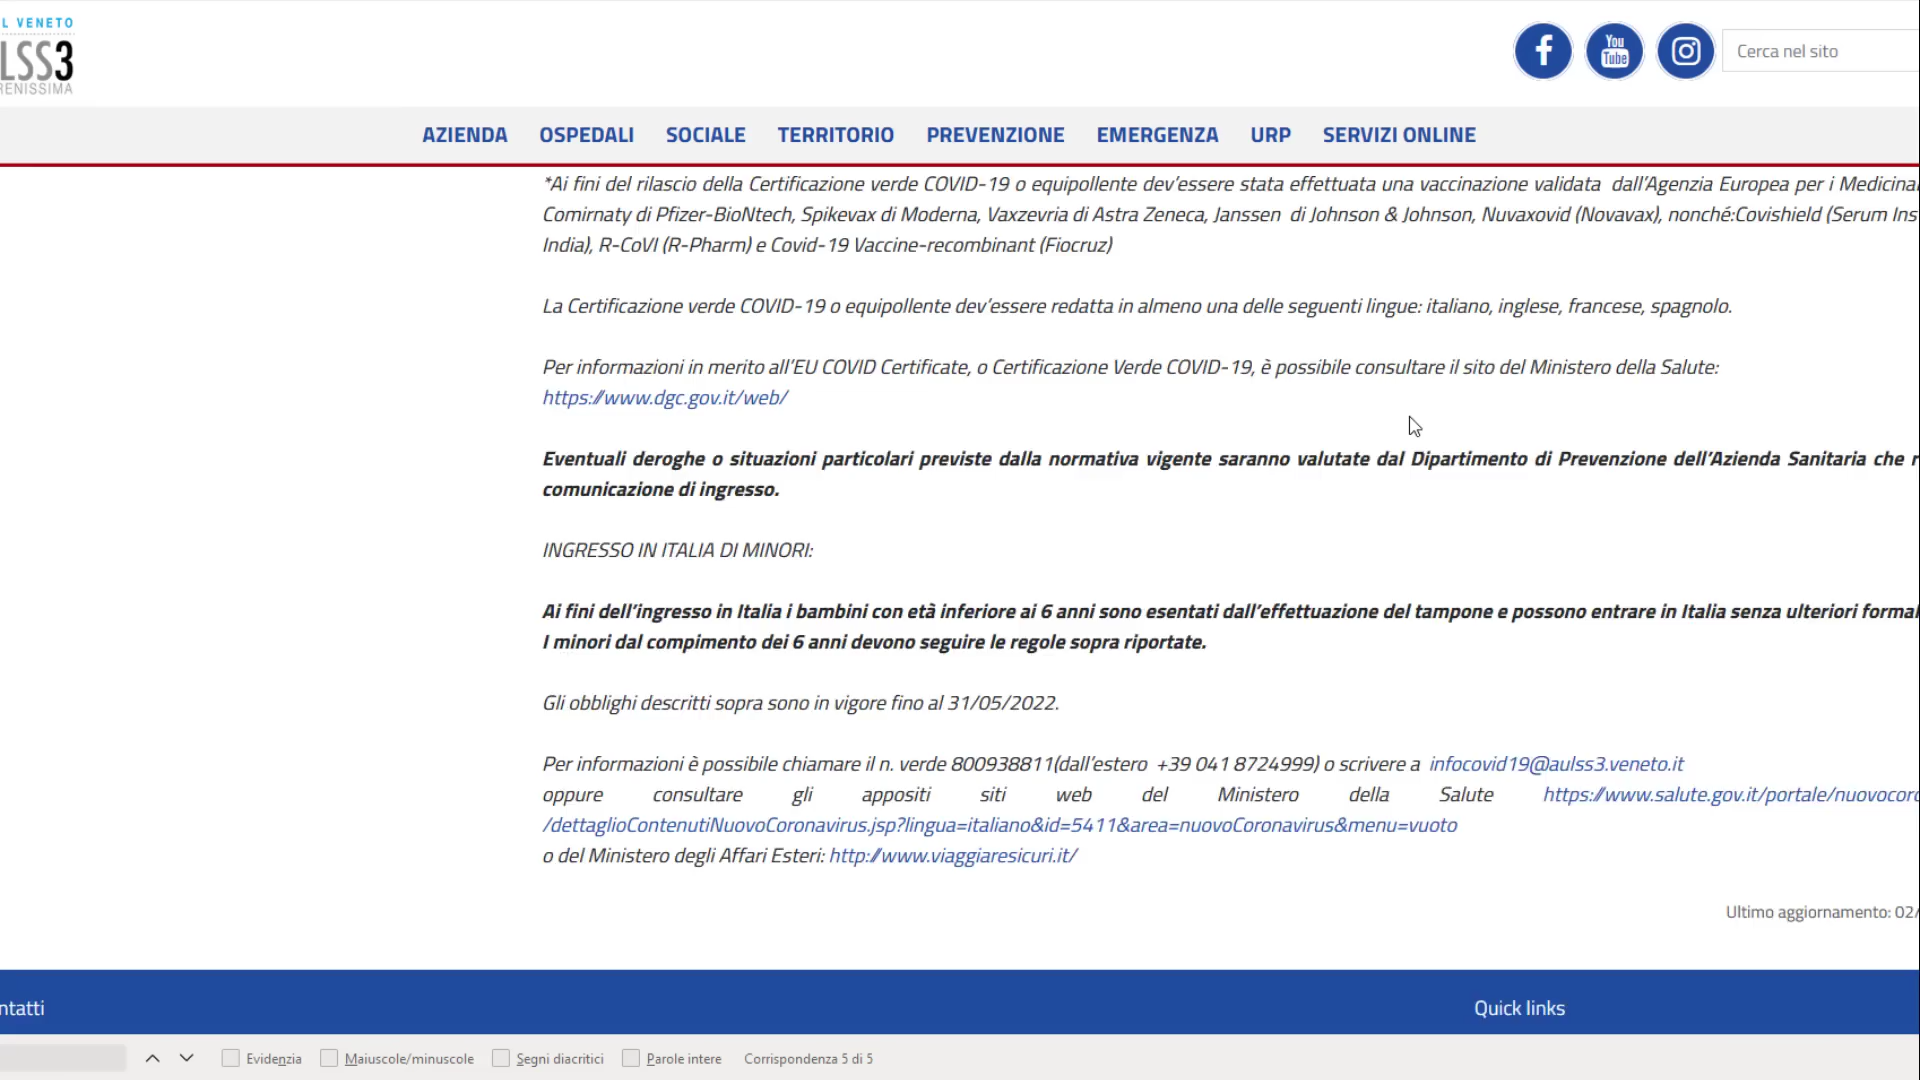 L VENETO
LSS3
RENISSIMA
Cerca nel sito
AZIENDA OSPEDALI SOCIALE TERRITORIO PREVENZIONE EMERGENZA URP SERVIZI ONLINE
*Ai fini del rilascio della Certificazione verde COVID-19 o equipollente dev'essere stata effettuata una vaccinazione validata dall'Agenzia Europea per i Medicinal
Comirnaty di Pfizer-BioNtech, Spikevax di Moderna, Vaxzevria di Astra Zeneca, Janssen di Johnson & Johnson, Nuvaxovid (Novavax), nonché:Covishield (Serum Ins
India), R-CoVI (R-Pharm) e Covid-19 Vaccine-recombinant (Fiocruz)
La Certificazione verde COVID-19 o equipollente dev'essere redatta in almeno una delle seguenti lingue: italiano, inglese, francese, spagnolo.
Per informazioni in merito all'EU COVID Certificate, o Certificazione Verde COVID-19, è possibile consultare il sito del Ministero della Salute:
https://www.dgc.gov.it/web/
Eventuali deroghe o situazioni particolari previste dalla normativa vigente saranno valutate dal Dipartimento di Prevenzione dell'Azienda Sanitaria che r
comunicazione di ingresso.
INGRESSO IN ITALIA DI MINORI:
Ai fini dell'ingresso in Italia i bambini con età inferiore ai 6 anni sono esentati dall'effettuazione del tampone e possono entrare in Italia senza ulteriori formal
I minori dal compimento dei 6 anni devono seguire le regole sopra riportate.
Gli obblighi descritti sopra sono in vigore fino al 31/05/2022.
Per informazioni è possibile chiamare il n. verde 800938811(dall'estero +39 041 8724999) o scrivere a infocovid19@aulss3.veneto.it
oppure consultare gli appositi siti web del Ministero della Salute https://www.salute.gov.it/portale/nuovocoro
/dettaglioContenutiNuovoCoronavirus.jsp?lingua=italiano&id=5411&area=nuovoCoronavirus&menu=vuoto
o del Ministero degli Affari Esteri: http://www.viaggiaresicuri.it/
Ultimo aggiornamento: 02/
ntatti
Quick links
Evidenzia Maiuscole/minuscole Segni diacritici Parole intere Corrispondenza 5 di 5